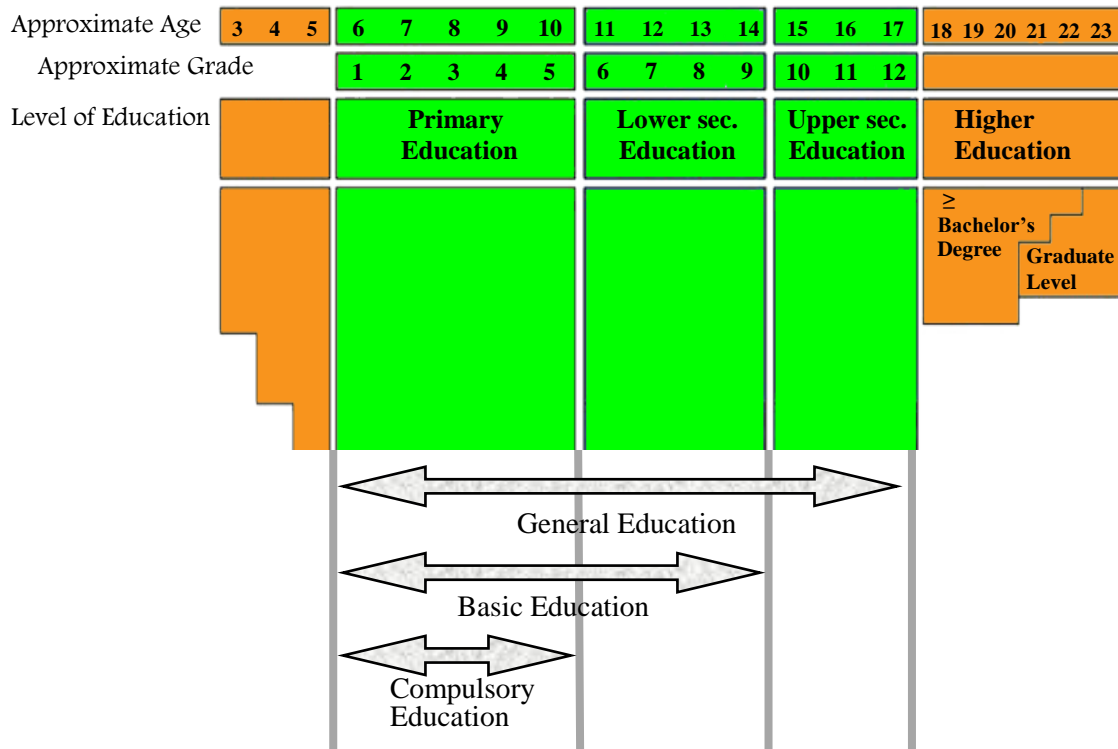 Approximate Age 3 4 5 6 7 8 9 10 11 12 13 14 15 16 17 18 19 20 21 22 23
Approximate Grade 1 2 3 4 5 6 7 8 9 10 11 12
Level of Education Primary Lower sec. Upper sec. Higher
Education Education Education Education
≥
Bachelor's
Degree
Graduate
Level
General Education
Basic Education
Compulsory
Education